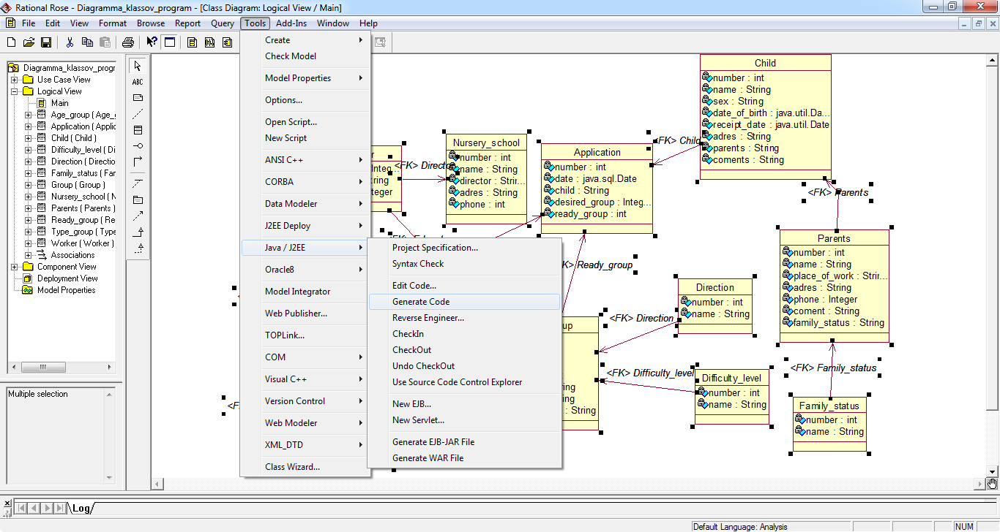 Rational Rose - Diagramma_klassov_program - [Class Diagram: Logical View / Main]
File Edit View Format Browse Report Query Tools Add-Ins Window Help
Diagramma_klassov_progr
Use Case View
Logical View
Main
Age_group ( Age_
Application ( Applic
Child ( Child )
Difficulty_level ( Di
Direction ( Directio
Family_status ( Far
Group ( Group )
Nursery_school ( N
Parents ( Parents )
Ready_group ( Re
Type_group ( Type
Worker ( Worker )
Associations
Component View
Deployment View
Model Properties
Multiple selection
ABC
Create
Check Model
Model Properties
Options...
Open Script...
New Script
ANSI C++
CORBA
Data Modeler
J2EE Deploy
Java / J2EE
Oracle8
Model Integrator
Web Publisher...
TOPLink...
COM
Visual C++
Version Control
Web Modeler
XML_DTD
Class Wizard...
Project Specification...
Syntax Check
Edit Code...
Generate Code
Reverse Engineer...
CheckIn
CheckOut
Undo CheckOut
Use Source Code Control Explorer
New EJB...
New Servlet...
Generate EJB-JAR File
Generate WAR File
r
Integ...
tring
teger
<FK> Director
Nursery_school
number : int
name : String
director : Strin...
adres : String
phone : int
Application
number : int
date : java.sql.Date
child : String
desired_group : Integ...
ready_group : int
<FK> Child
Child
number : int
name : String
sex : String
date_of_birth : java.util.Da...
receipt_date : java.util.Date
adres : String
parents : String
coments : String
<FK> Parents
Parents
number : int
name : String
place_of_work : Strin...
adres : String
phone : Integer
coment : String
family_status : String
K> Ready_group
up
ring
ing
: String
<FK> Direction
Direction
number : int
name : String
<FK> Difficulty_level
Difficulty_level
number : int
name : String
<FK> Family_status
Family_status
number : int
name : String
<F
Log
Default Language: Analysis
NUM